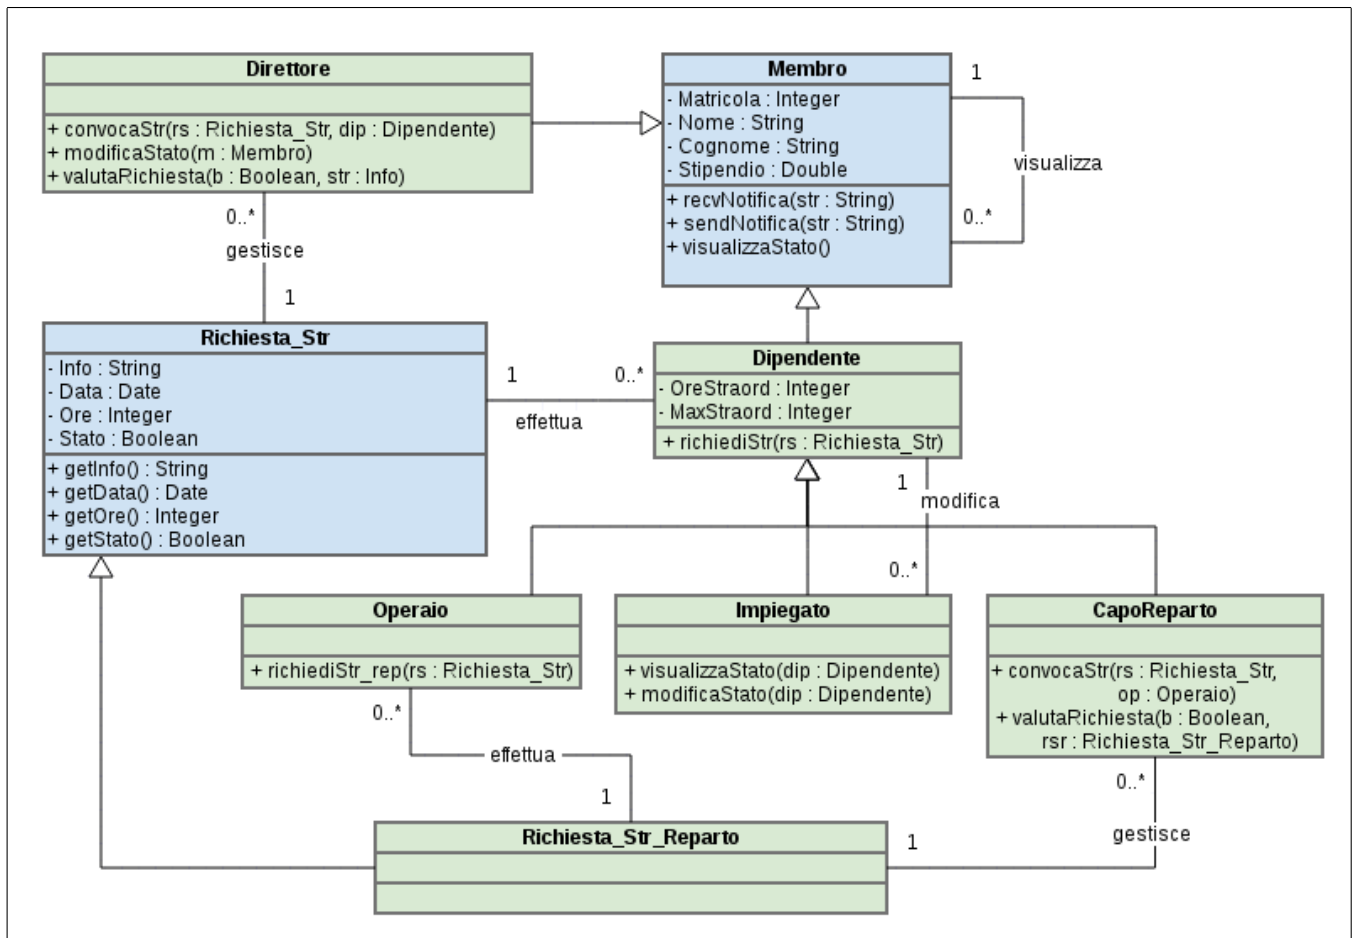 Direttore
+ convocaStr(rs : Richiesta_Str, dip : Dipendente)
+ modificaStato(m : Membro)
+ valutaRichiesta(b : Boolean, str : Info)
Membro
- Matricola : Integer
- Nome : String
- Cognome : String
- Stipendio : Double
+ recvNotifica(str : String)
+ sendNotifica(str : String)
+ visualizzaStato()
1
visualizza
0..*
0..*
gestisce
1
Richiesta_Str
- Info : String
- Data : Date
- Ore : Integer
- Stato : Boolean
+ getInfo() : String
+ getData() : Date
+ getOre() : Integer
+ getStato() : Boolean
1
0..*
effettua
Dipendente
- OreStraord : Integer
- MaxStraord : Integer
+ richiediStr(rs : Richiesta_Str)
1
modifica
0..*
Operaio
+ richiediStr_rep(rs : Richiesta_Str)
Impiegato
+ visualizzaStato(dip : Dipendente)
+ modificaStato(dip : Dipendente)
CapoReparto
+ convocaStr(rs : Richiesta_Str,
op : Operaio)
+ valutaRichiesta(b : Boolean,
rsr : Richiesta_Str_Reparto)
0..*
effettua
1
0..*
gestisce
1
Richiesta_Str_Reparto